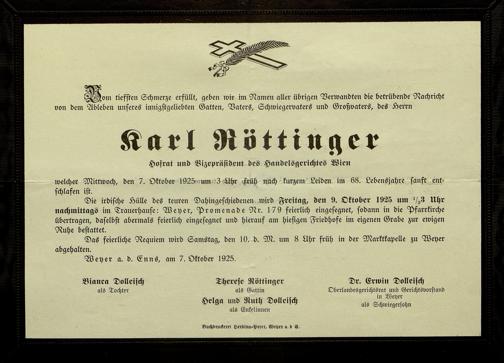 Vom tiefsten Schmerze erfüllt, geben wir im Namen aller übrigen Verwandten die betrübende Nachricht
von dem Ableben unseres innigstgeliebten Gatten, Vaters, Schwiegervaters und Großvaters, des Herrn
Karl Röttinger
Hofrat und Vizepräsident des Handelsgerichtes Wien
welcher Mittwoch, den 7. Oktober 1925 um 3 Uhr früh nach kurzem Leiden im 68. Lebensjahre sanft ent-
schlafen ist.
Die irdische Hülle des teuren Dahingeschiedenen wird Freitag, den 9. Oktober 1925 um ½3 Uhr
nachmittags im Trauerhause: Weyer, Promenade Nr. 179 feierlich eingesegnet, sodann in die Pfarrkirche
übertragen, daselbst abermals feierlich eingesegnet und hierauf am hiesigen Friedhofe im eigenen Grabe zur ewigen
Ruhe bestattet.
Das feierliche Requiem wird Samstag, den 10. d. M. um 8 Uhr früh in der Marktkapelle zu Weyer
abgehalten.
Weyer a. d. Enns, am 7. Oktober 1925.
Bianca Dolleisch
als Tochter
Therese Röttinger
als Gattin
Helga und Ruth Dolleisch
als Enkelinnen
Dr. Erwin Dolleisch
Oberlandesgerichtsrat und Gerichtsvorstand
in Weyer
als Schwiegersohn
Buchdruckerei Weyer a. d. E.